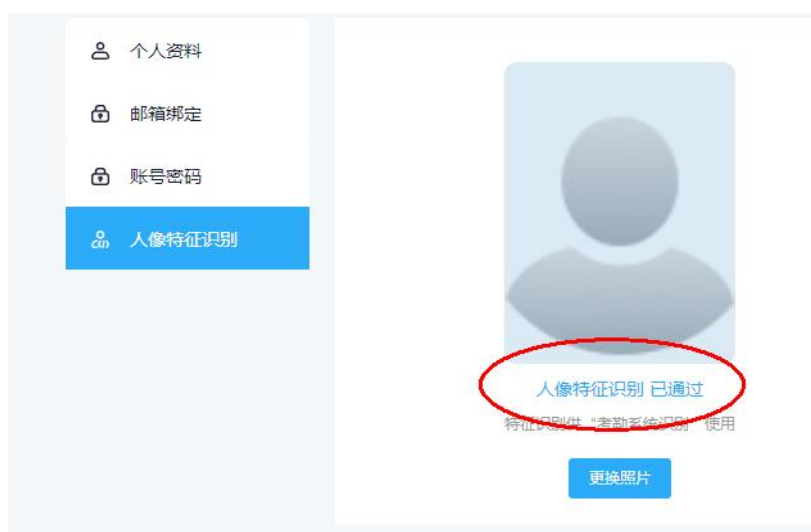 个人资料
邮箱绑定
账号密码
人像特征识别
人像特征识别 已通过
特征识别供“考勤系统识别”使用
更换照片